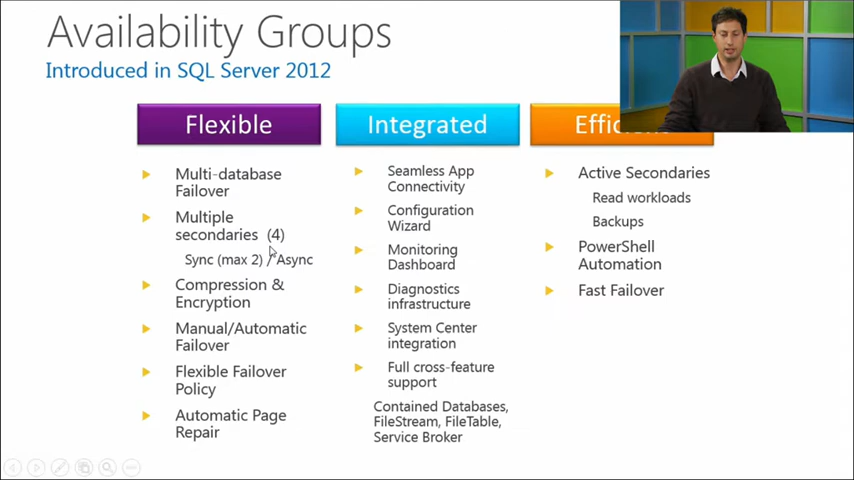 Availability Groups
Introduced in SQL Server 2012
Flexible
Multi-database
Failover
Multiple
secondaries (4)
Sync (max 2) / Async
Compression &
Encryption
Manual/Automatic
Failover
Flexible Failover
Policy
Automatic Page
Repair
Integrated
Seamless App
Connectivity
Configuration
Wizard
Monitoring
Dashboard
Diagnostics
infrastructure
System Center
integration
Full cross-feature
support
Contained Databases,
FileStream, FileTable,
Service Broker
Active Secondaries
Read workloads
Backups
PowerShell
Automation
Fast Failover